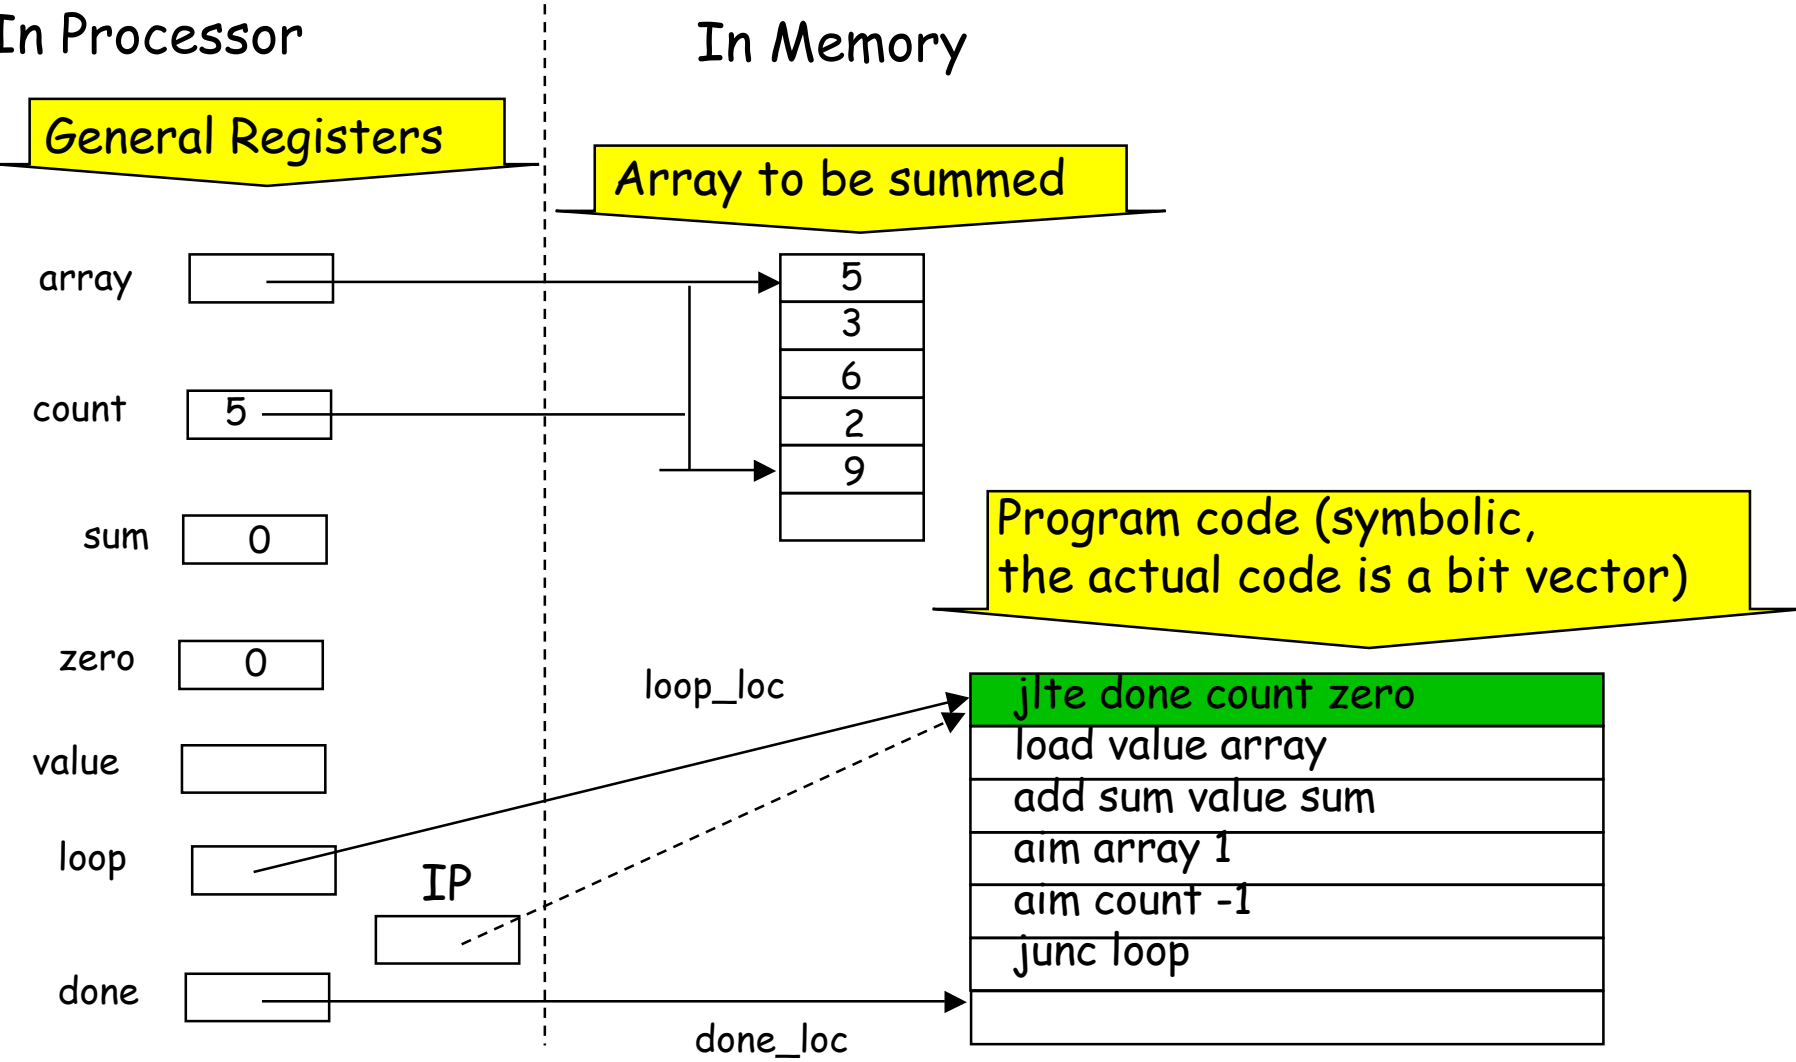 In Processor
In Memory
General Registers
Array to be summed
array
5
3
count
5
6
2
9
sum
0
Program code (symbolic,
the actual code is a bit vector)
zero
0
loop_loc
jlte done count zero
value
load value array
add sum value sum
loop
IP
aim array 1
aim count -1
junc loop
done
done_loc